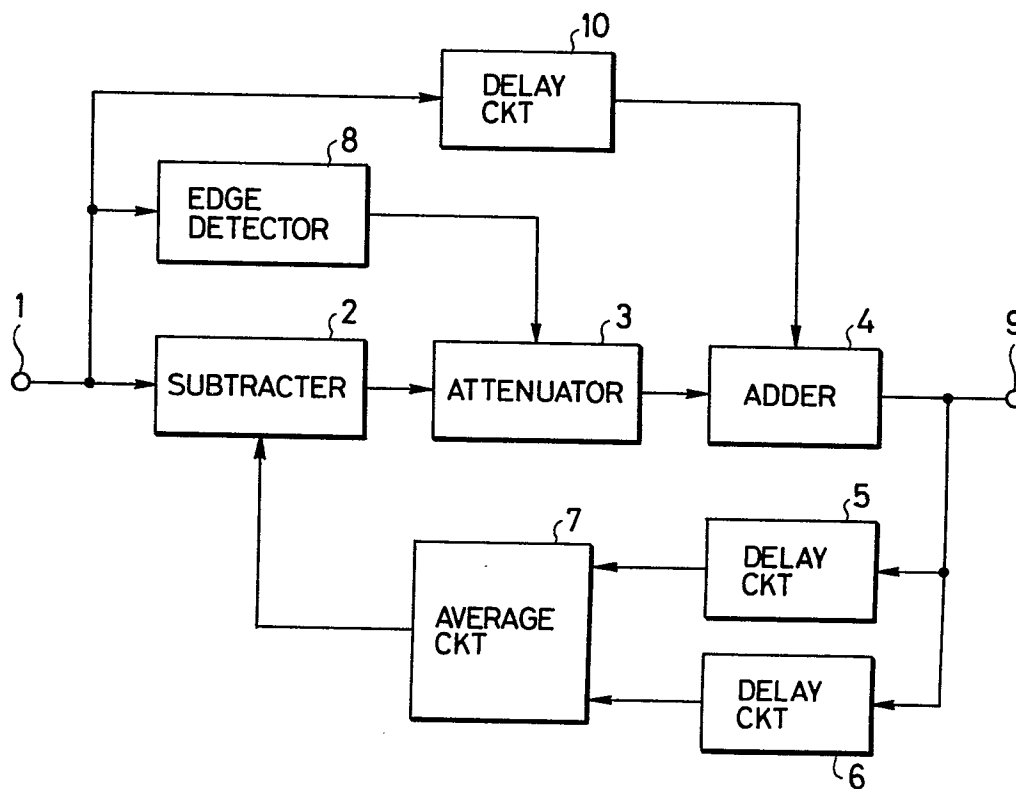 10
DELAY
CKT
8
EDGE
DETECTOR
1
2
SUBTRACTER
3
ATTENUATOR
4
ADDER
9
5
DELAY
CKT
7
AVERAGE
CKT
DELAY
CKT
6